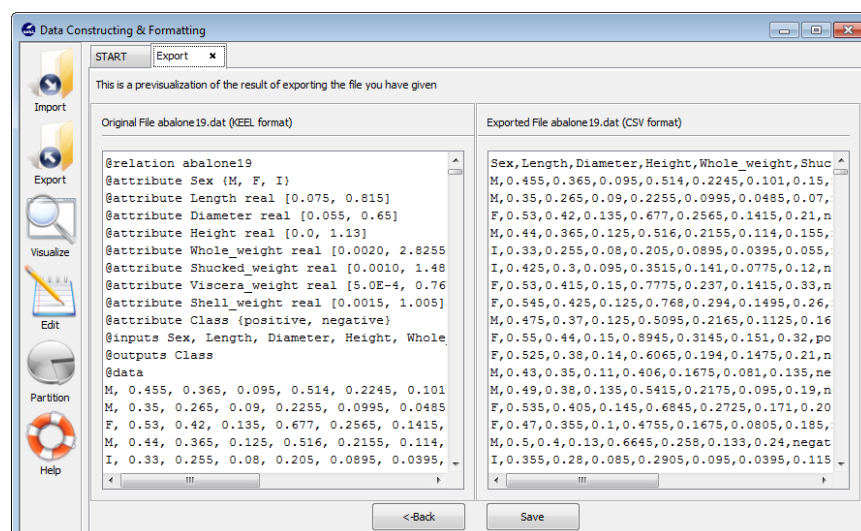 Data Constructing & Formatting
Import
Export
Visualize
Edit
Partition
Help
START
Export
This is a previsualization of the result of exporting the file you have given
Original File abalone19.dat (KEEL format)
@relation abalone19
@attribute Sex {M, F, I}
@attribute Length real [0.075, 0.815]
@attribute Diameter real [0.055, 0.65]
@attribute Height real [0.0, 1.13]
@attribute Whole_weight real [0.0020, 2.8255
@attribute Shucked_weight real [0.0010, 1.48
@attribute Viscera_weight real [5.0E-4, 0.76
@attribute Shell_weight real [0.0015, 1.005]
@attribute Class {positive, negative}
@inputs Sex, Length, Diameter, Height, Whole_
@outputs Class
@data
M, 0.455, 0.365, 0.095, 0.514, 0.2245, 0.101
M, 0.35, 0.265, 0.09, 0.2255, 0.0995, 0.0485
F, 0.53, 0.42, 0.135, 0.677, 0.2565, 0.1415,
M, 0.44, 0.365, 0.125, 0.516, 0.2155, 0.114,
I, 0.33, 0.255, 0.08, 0.205, 0.0895, 0.0395,
Exported File abalone19.dat (CSV format)
Sex,Length,Diameter,Height,Whole_weight,Shuc
M,0.455,0.365,0.095,0.514,0.2245,0.101,0.15,
M,0.35,0.265,0.09,0.2255,0.0995,0.0485,0.07,
F,0.53,0.42,0.135,0.677,0.2565,0.1415,0.21,n
M,0.44,0.365,0.125,0.516,0.2155,0.114,0.155,
I,0.33,0.255,0.08,0.205,0.0895,0.0395,0.055,
I,0.425,0.3,0.095,0.3515,0.141,0.0775,0.12,n
F,0.53,0.415,0.15,0.7775,0.237,0.1415,0.33,n
F,0.545,0.425,0.125,0.768,0.294,0.1495,0.26,
M,0.475,0.37,0.125,0.5095,0.2165,0.1125,0.16
F,0.55,0.44,0.15,0.8945,0.3145,0.151,0.32,po
F,0.525,0.38,0.14,0.6065,0.194,0.1475,0.21,n
M,0.43,0.35,0.11,0.406,0.1675,0.081,0.135,ne
M,0.49,0.38,0.135,0.5415,0.2175,0.095,0.19,n
F,0.535,0.405,0.145,0.6845,0.2725,0.171,0.20
F,0.47,0.355,0.1,0.4755,0.1675,0.0805,0.185,
M,0.5,0.4,0.13,0.6645,0.258,0.133,0.24,negat
I,0.355,0.28,0.085,0.2905,0.095,0.0395,0.115
<-Back
Save